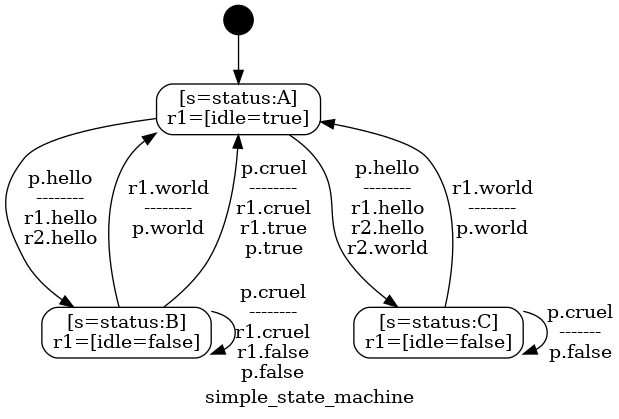 [s=status:A]
r1=[idle=true]
p.hello
--------
r1.hello
r2.hello
r1.world
--------
p.world
p.cruel
--------
r1.cruel
r1.true
p.true
p.hello
--------
r1.hello
r2.hello
r2.world
r1.world
--------
p.world
[s=status:B]
r1=[idle=false]
p.cruel
--------
r1.cruel
r1.false
p.false
[s=status:C]
r1=[idle=false]
p.cruel
-------
p.false
simple_state_machine